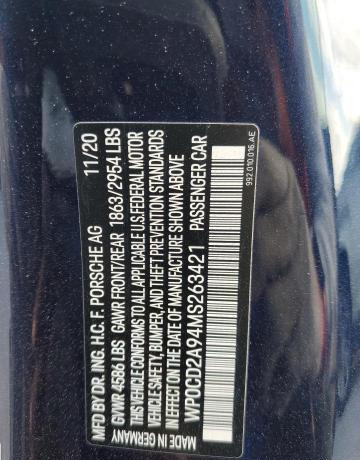 MFD BY DR. ING. H.C. F. PORSCHE AG 11/20
GVWR 4586 LBS GAWR FRONT/REAR 1863/2954 LBS
VEHICLE CONFORMS TO ALL APPLICABLE U.S. FEDERAL MOTOR
VEHICLE SAFETY, BUMPER, AND THEFT PREVENTION STANDARDS
IN EFFECT ON THE DATE OF MANUFACTURE SHOWN ABOVE
WP0CD2A94MS263421 PASSENGER CAR
MADE IN GERMANY
992 010 016 AE